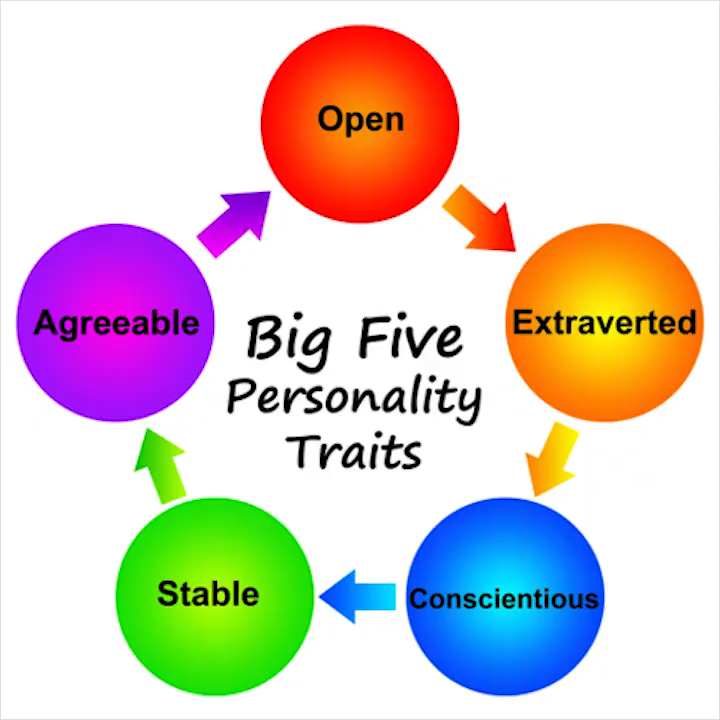 Open
Extraverted
Conscientious
Stable
Agreeable
Big Five
Personality
Traits